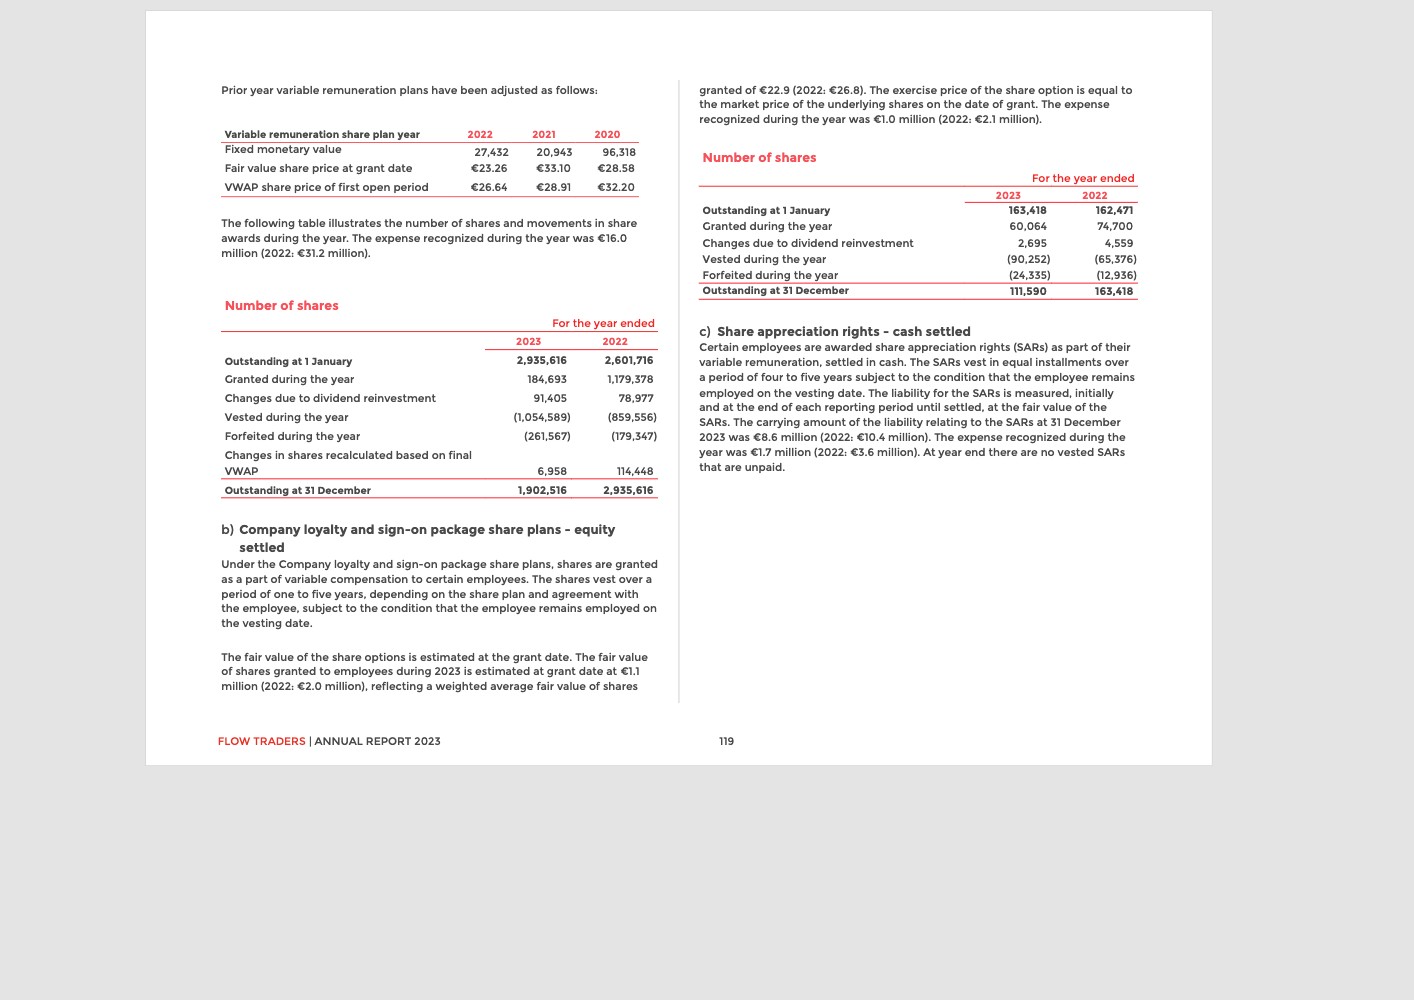 Prior year variable remuneration plans have been adjusted as follows:
Variable remuneration share plan year 2022 2021 2020
Fixed monetary value 27,432 20,943 96,318
Fair value share price at grant date €23.26 €33.10 €28.58
VWAP share price of first open period €26.64 €28.91 €32.20
The following table illustrates the number of shares and movements in share
awards during the year. The expense recognized during the year was €16.0
million (2022: €31.2 million).
Number of shares
For the year ended
2023 2022
Outstanding at 1 January 2,935,616 2,601,716
Granted during the year 184,693 1,179,378
Changes due to dividend reinvestment 91,405 78,977
Vested during the year (1,054,589) (859,556)
Forfeited during the year (261,567) (179,347)
Changes in shares recalculated based on final
VWAP 6,958 114,448
Outstanding at 31 December 1,902,516 2,935,616
b) Company loyalty and sign-on package share plans - equity
settled
Under the Company loyalty and sign-on package share plans, shares are granted
as a part of variable compensation to certain employees. The shares vest over a
period of one to five years, depending on the share plan and agreement with
the employee, subject to the condition that the employee remains employed on
the vesting date.
The fair value of the share options is estimated at the grant date. The fair value
of shares granted to employees during 2023 is estimated at grant date at €1.1
million (2022: €2.0 million), reflecting a weighted average fair value of shares
granted of €22.9 (2022: €26.8). The exercise price of the share option is equal to
the market price of the underlying shares on the date of grant. The expense
recognized during the year was €1.0 million (2022: €2.1 million).
Number of shares
For the year ended
2023 2022
Outstanding at 1 January 163,418 162,471
Granted during the year 60,064 74,700
Changes due to dividend reinvestment 2,695 4,559
Vested during the year (90,252) (65,376)
Forfeited during the year (24,335) (12,936)
Outstanding at 31 December 111,590 163,418
c) Share appreciation rights - cash settled
Certain employees are awarded share appreciation rights (SARs) as part of their
variable remuneration, settled in cash. The SARs vest in equal installments over
a period of four to five years subject to the condition that the employee remains
employed on the vesting date. The liability for the SARs is measured, initially
and at the end of each reporting period until settled, at the fair value of the
SARs. The carrying amount of the liability relating to the SARs at 31 December
2023 was €8.6 million (2022: €10.4 million). The expense recognized during the
year was €1.7 million (2022: €3.6 million). At year end there are no vested SARs
that are unpaid.
FLOW TRADERS | ANNUAL REPORT 2023 119